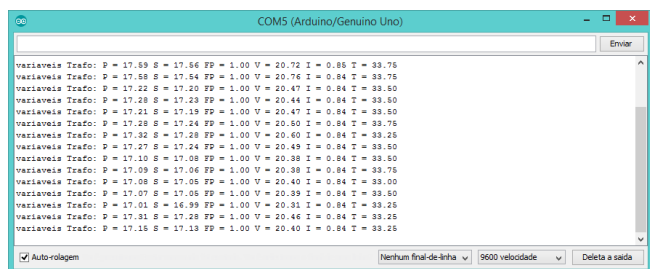 COM5 (Arduino/Genuino Uno)
Enviar
variaveis Trafo: P = 17.59 S = 17.56 FP = 1.00 V = 20.72 I = 0.85 T = 33.75
variaveis Trafo: P = 17.58 S = 17.54 FP = 1.00 V = 20.76 I = 0.84 T = 33.75
variaveis Trafo: P = 17.22 S = 17.20 FP = 1.00 V = 20.47 I = 0.84 T = 33.50
variaveis Trafo: P = 17.28 S = 17.23 FP = 1.00 V = 20.44 I = 0.84 T = 33.50
variaveis Trafo: P = 17.21 S = 17.19 FP = 1.00 V = 20.47 I = 0.84 T = 33.50
variaveis Trafo: P = 17.28 S = 17.24 FP = 1.00 V = 20.50 I = 0.84 T = 33.75
variaveis Trafo: P = 17.32 S = 17.28 FP = 1.00 V = 20.60 I = 0.84 T = 33.25
variaveis Trafo: P = 17.27 S = 17.24 FP = 1.00 V = 20.49 I = 0.84 T = 33.50
variaveis Trafo: P = 17.10 S = 17.08 FP = 1.00 V = 20.38 I = 0.84 T = 33.50
variaveis Trafo: P = 17.09 S = 17.06 FP = 1.00 V = 20.38 I = 0.84 T = 33.75
variaveis Trafo: P = 17.08 S = 17.05 FP = 1.00 V = 20.40 I = 0.84 T = 33.00
variaveis Trafo: P = 17.07 S = 17.05 FP = 1.00 V = 20.39 I = 0.84 T = 33.50
variaveis Trafo: P = 17.01 S = 16.99 FP = 1.00 V = 20.31 I = 0.84 T = 33.25
variaveis Trafo: P = 17.31 S = 17.28 FP = 1.00 V = 20.46 I = 0.84 T = 33.25
variaveis Trafo: P = 17.15 S = 17.13 FP = 1.00 V = 20.40 I = 0.84 T = 33.25
Auto-rolagem Nenhum final-de-linha 9600 velocidade Deleta a saida